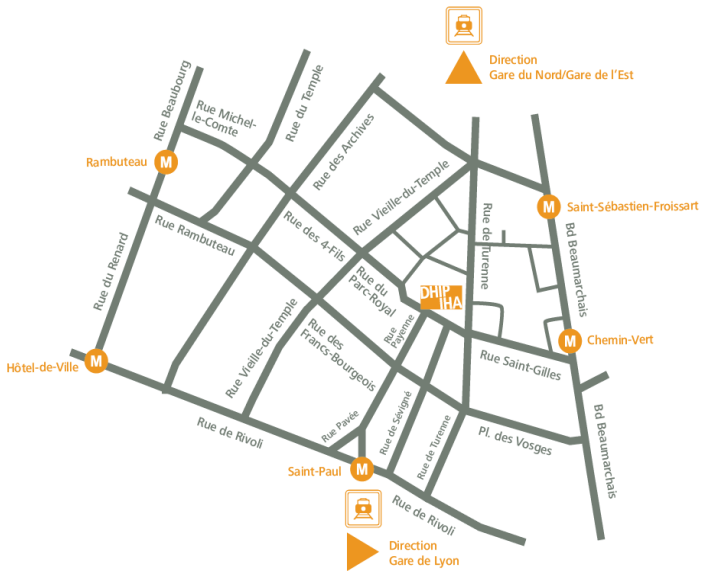 Direction
Gare du Nord/Gare de l'Est
Rue Beaubourg
Rue Michel-
le-Comte
Rue du Temple
Rue des Archives
Rambuteau
M
Rue Vieille-du-Temple
M
Saint-Sébastien-Froissart
Rue Rambuteau
Rue des 4-Fils
Rue de Turenne
Bd Beaumarchais
Rue du Renard
Rue du
Parc-Royal
DHIP
IHA
Rue Vieille-du-Temple
Rue des
Francs-Bourgeois
Rue
Payenne
M
Chemin-Vert
Rue Saint-Gilles
Hôtel-de-Ville
M
Rue de Rivoli
Rue Pavée
Rue de Sévigné
Rue de Turenne
Pl. des Vosges
Bd Beaumarchais
Saint-Paul
M
Rue de Rivoli
Direction
Gare de Lyon